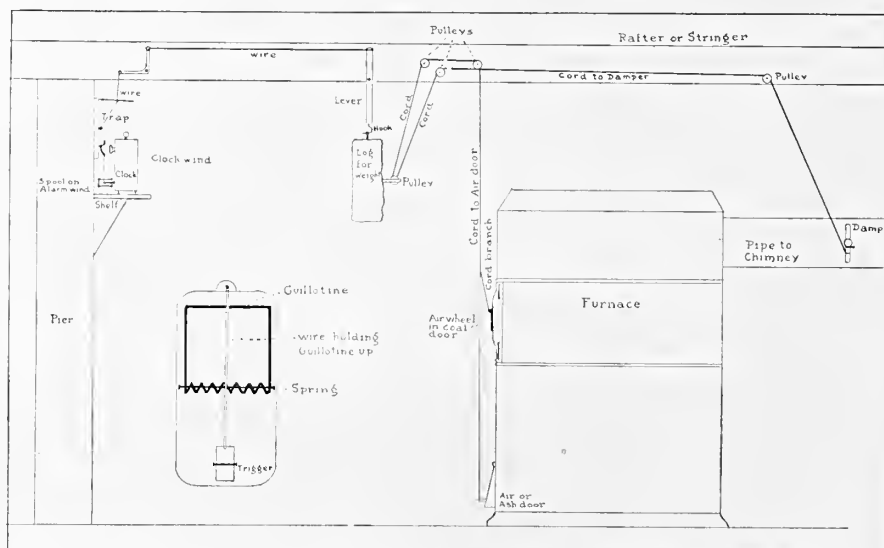 Pulleys
Rafter or Stringer
wire
Cord to Damper
Pulley
wire
Lever
Cord
Cord
Trap
Hook
Clock wind
Log
for
weight
Pulley
Clock
Spool on
Alarm wind
Shelf
Cord to Air door
Cord branch
Damp
Pipe to
Chimney
Guillotine
Furnace
Pier
Air wheel
in coal
door
wire holding
Guillotine up
Spring
Trigger
Air or
Ash door